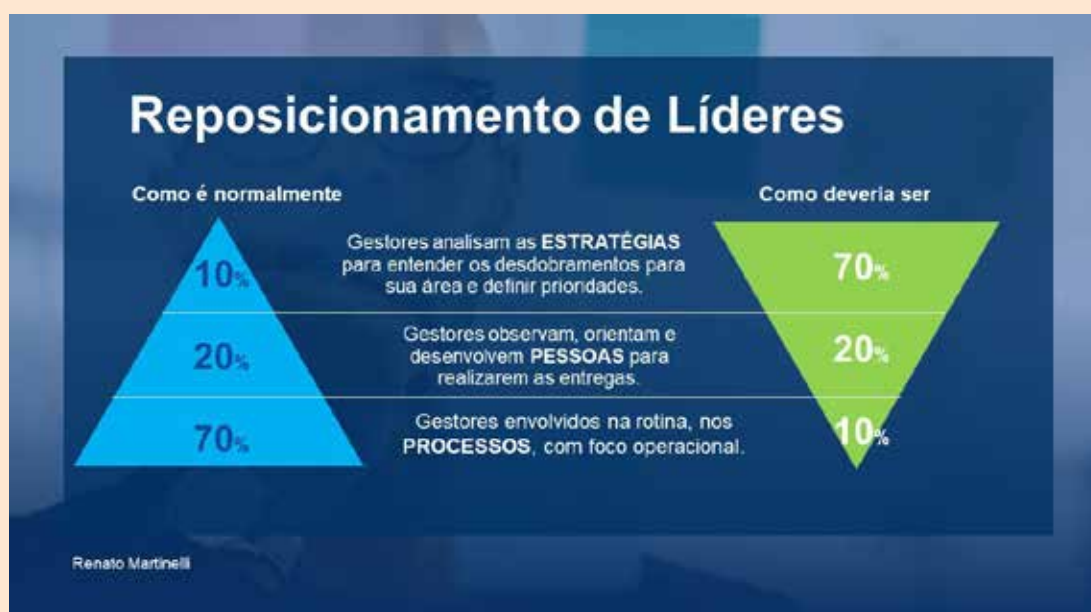 Reposicionamento de Líderes
Como é normalmente
Como deveria ser
10%
Gestores analisam as ESTRATÉGIAS
para entender os desdobramentos para
sua área e definir prioridades.
70%
20%
Gestores observam, orientam e
desenvolvem PESSOAS para
realizarem as entregas.
20%
70%
Gestores envolvidos na rotina, nos
PROCESSOS, com foco operacional.
10%
Renato Martinelli